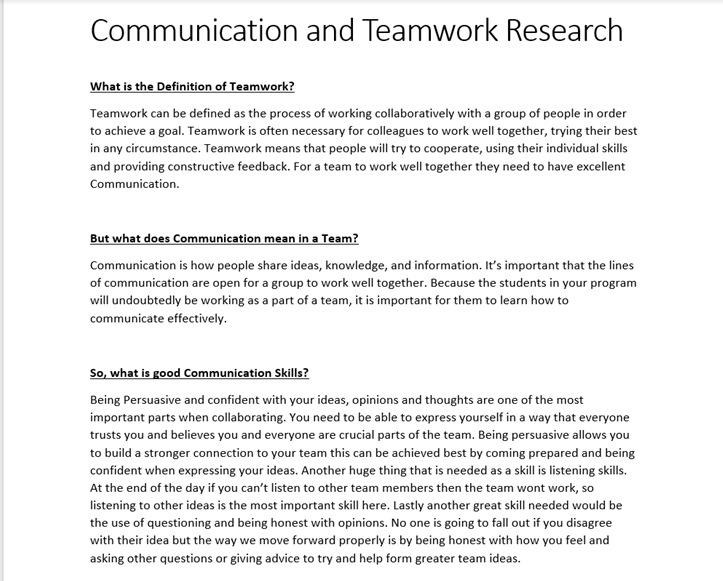 Communication and Teamwork Research
What is the Definition of Teamwork?
Teamwork can be defined as the process of working collaboratively with a group of people in order
to achieve a goal. Teamwork is often necessary for colleagues to work well together, trying their best
in any circumstance. Teamwork means that people will try to cooperate, using their individual skills
and providing constructive feedback. For a team to work well together they need to have excellent
Communication.
But what does Communication mean in a Team?
Communication is how people share ideas, knowledge, and information. It’s important that the lines
of communication are open for a group to work well together. Because the students in your program
will undoubtedly be working as a part of a team, it is important for them to learn how to
communicate effectively.
So, what is good Communication Skills?
Being Persuasive and confident with your ideas, opinions and thoughts are one of the most
important parts when collaborating. You need to be able to express yourself in a way that everyone
trusts you and believes you and everyone are crucial parts of the team. Being persuasive allows you
to build a stronger connection to your team this can be achieved best by coming prepared and being
confident when expressing your ideas. Another huge thing that is needed as a skill is listening skills.
At the end of the day if you can’t listen to other team members then the team wont work, so
listening to other ideas is the most important skill here. Lastly another great skill needed would be
the use of questioning and being honest with opinions. No one is going to fall out if you disagree
with their idea but the way we move forward properly is by being honest with how you feel and
asking other questions or giving advice to try and help form greater team ideas.